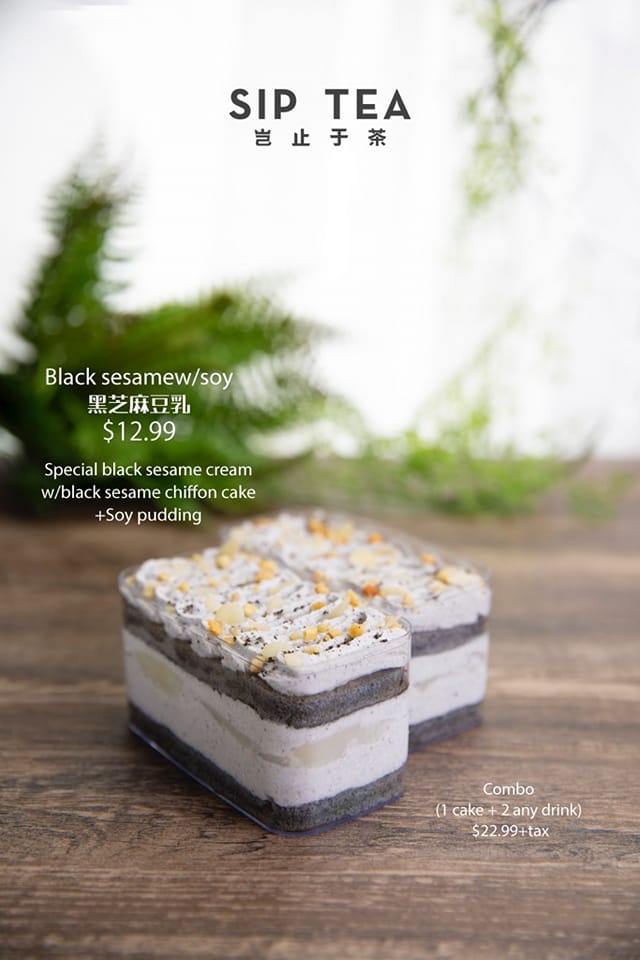 SIP TEA
岂止于茶
Black sesamew/soy
黑芝麻豆乳
$12.99
Special black sesame cream
w/black sesame chiffon cake
+Soy pudding
Combo
(1 cake + 2 any drink)
$22.99+tax